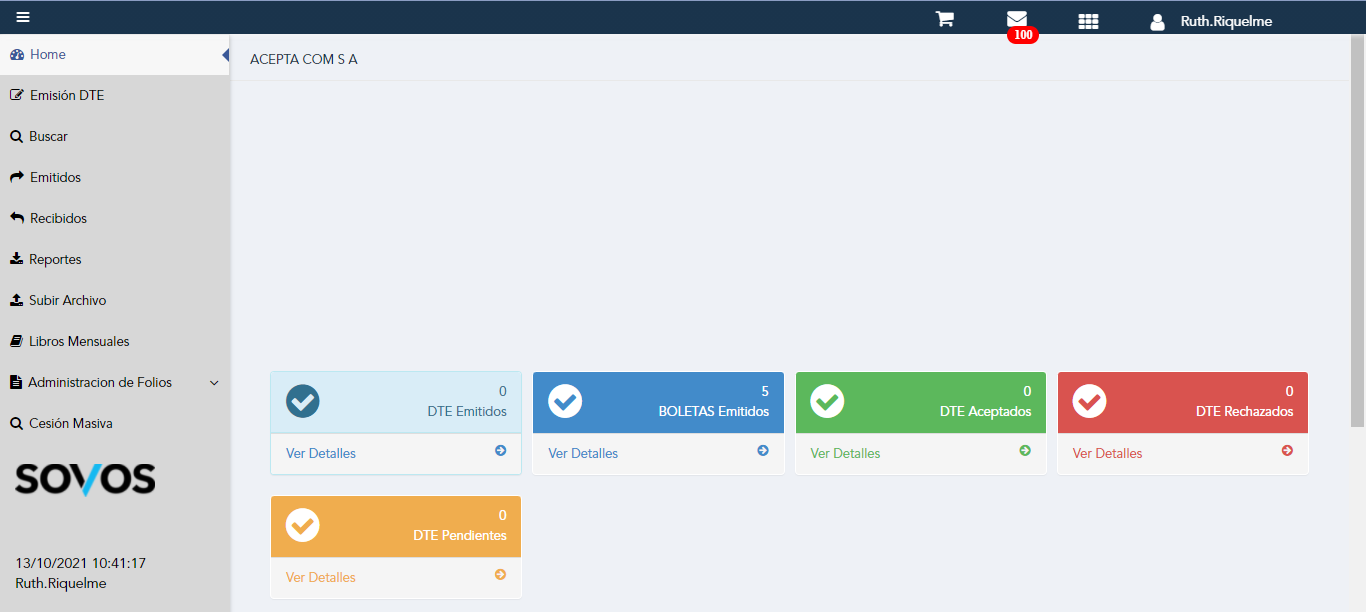 100
Ruth.Riquelme
Home
ACEPTA COM S A
Emisión DTE
Buscar
Emitidos
Recibidos
Reportes
Subir Archivo
Libros Mensuales
Administracion de Folios
Cesión Masiva
SOVOS
13/10/2021 10:41:17
Ruth.Riquelme
0
DTE Emitidos
Ver Detalles
5
BOLETAS Emitidos
Ver Detalles
0
DTE Aceptados
Ver Detalles
0
DTE Rechazados
Ver Detalles
0
DTE Pendientes
Ver Detalles